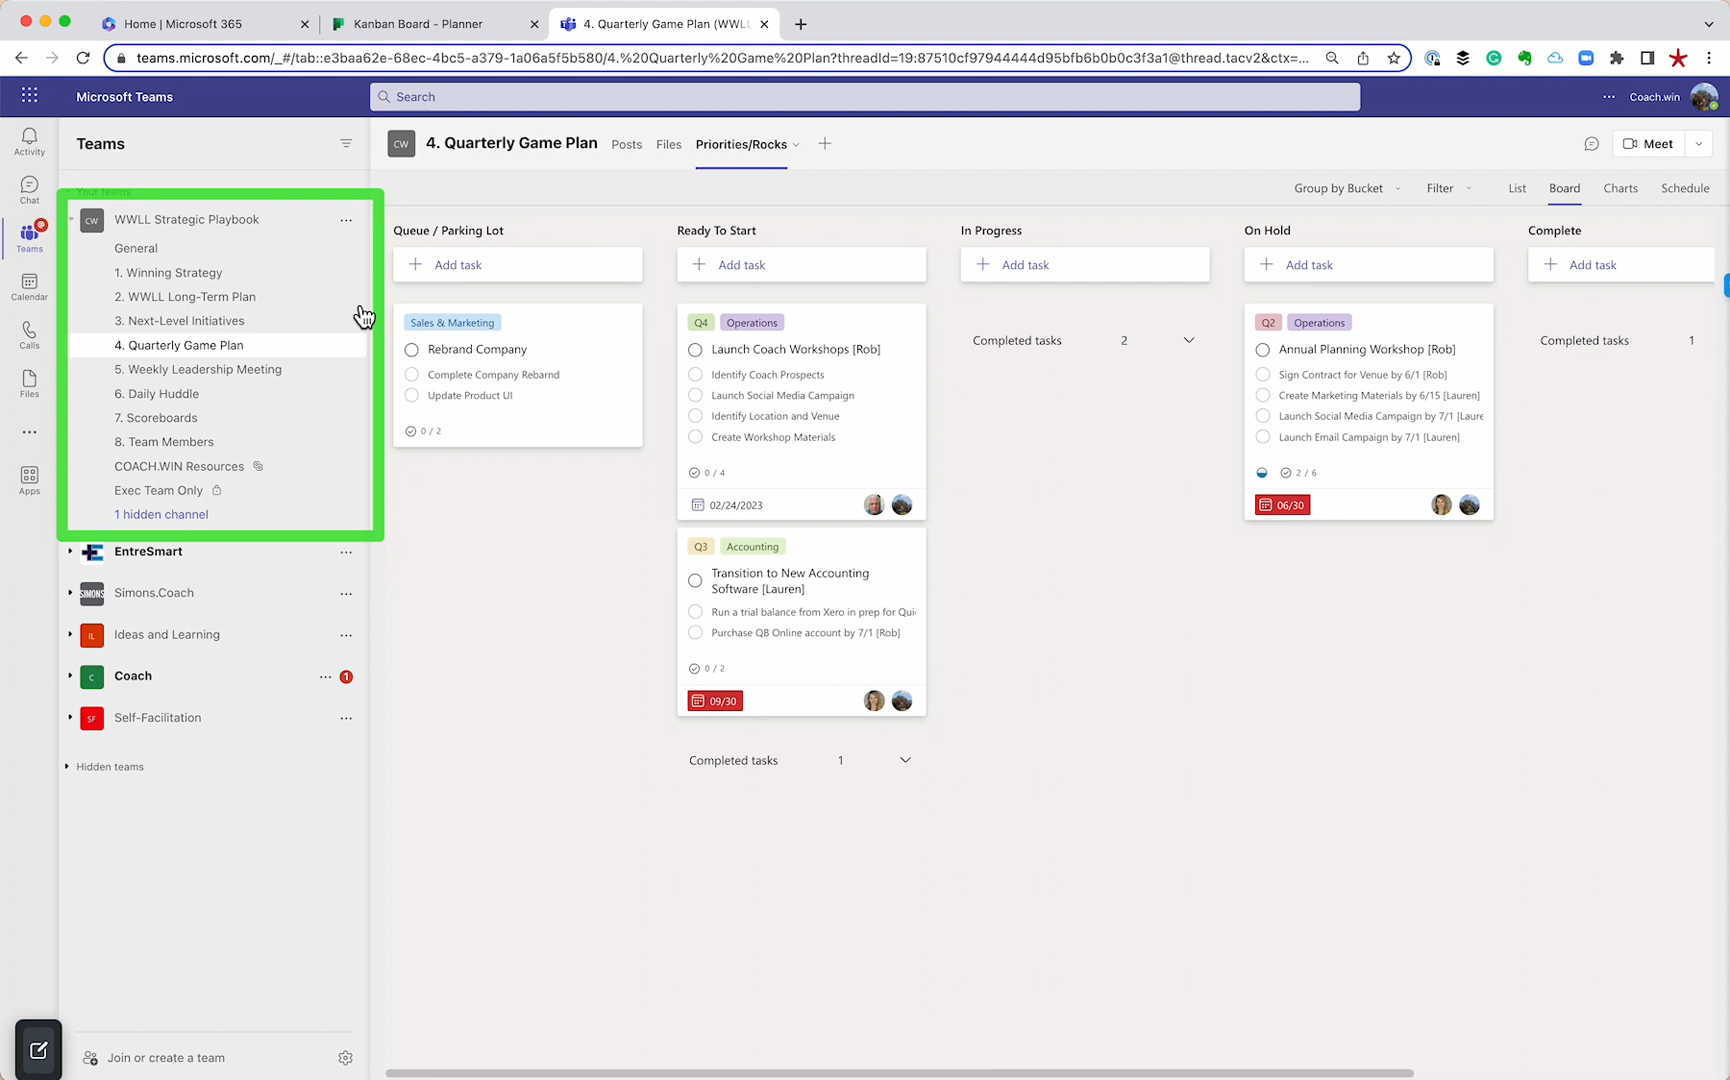 Home | Microsoft 365
Kanban Board - Planner
4. Quarterly Game Plan (WWLL
teams.microsoft.com/_#/tab::e3baa62e-68ec-4bc5-a379-1a06a5f5b580/4.%20Quarterly%20Game%20Plan?threadId=19:87510cf97944444d95bfb6b0b0c3f3a1@thread.tacv2&ctx=...
Microsoft Teams
Search
Coach.win
Activity
Chat
Teams
Calendar
Calls
Files
Apps
Teams
Your teams
CW WWLL Strategic Playbook
General
1. Winning Strategy
2. WWLL Long-Term Plan
3. Next-Level Initiatives
4. Quarterly Game Plan
5. Weekly Leadership Meeting
6. Daily Huddle
7. Scoreboards
8. Team Members
COACH.WIN Resources
Exec Team Only
1 hidden channel
EntreSmart
SIMONS Simons.Coach
IL Ideas and Learning
C Coach 1
SF Self-Facilitation
Hidden teams
Join or create a team
CW 4. Quarterly Game Plan Posts Files Priorities/Rocks
Meet
Group by Bucket Filter List Board Charts Schedule
Queue / Parking Lot
Add task
Sales & Marketing
Rebrand Company
Complete Company Rebarnd
Update Product UI
0 / 2
Ready To Start
Add task
Q4 Operations
Launch Coach Workshops [Rob]
Identify Coach Prospects
Launch Social Media Campaign
Identify Location and Venue
Create Workshop Materials
0 / 4
02/24/2023
Q3 Accounting
Transition to New Accounting
Software [Lauren]
Run a trial balance from Xero in prep for Qui
Purchase QB Online account by 7/1 [Rob]
0 / 2
09/30
Completed tasks 1
In Progress
Add task
Completed tasks 2
On Hold
Add task
Q2 Operations
Annual Planning Workshop [Rob]
Sign Contract for Venue by 6/1 [Rob]
Create Marketing Materials by 6/15 [Lauren]
Launch Social Media Campaign by 7/1 [Laure
Launch Email Campaign by 7/1 [Lauren]
2 / 6
06/30
Complete
Add task
Completed tasks 1